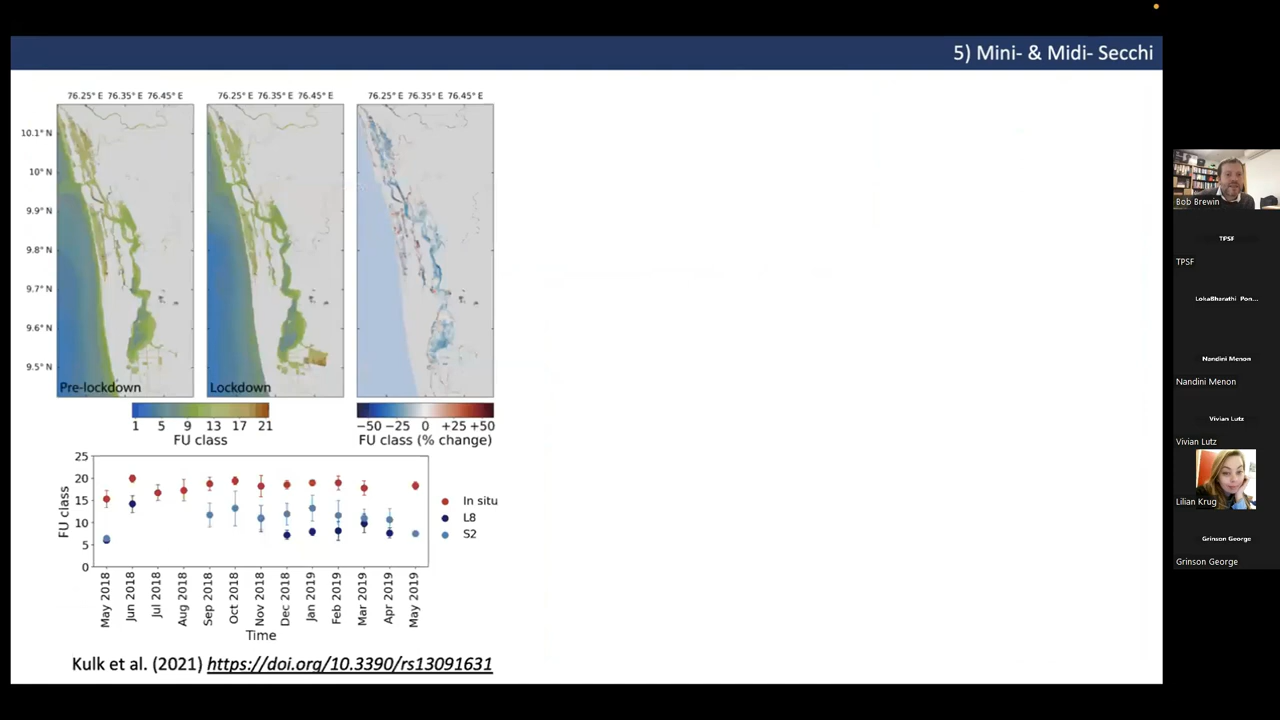 5) Mini- & Midi- Secchi
76.25° E 76.35° E 76.45° E
76.25° E 76.35° E 76.45° E
76.25° E 76.35° E 76.45° E
10.1° N
10° N
9.9° N
9.8° N
9.7° N
9.6° N
9.5° N
Pre-lockdown
Lockdown
1 5 9 13 17 21
FU class
−50 −25 0 +25 +50
FU class (% change)
25
20
15
10
5
0
FU class
In situ
L8
S2
May 2018
Jun 2018
Jul 2018
Aug 2018
Sep 2018
Oct 2018
Nov 2018
Dec 2018
Jan 2019
Feb 2019
Mar 2019
Apr 2019
May 2019
Time
Kulk et al. (2021) https://doi.org/10.3390/rs13091631
Bob Brewin
TPSF
TPSF
LokaBharathi Pon...
Nandini Menon
Nandini Menon
Vivian Lutz
Vivian Lutz
Lilian Krug
Grinson George
Grinson George